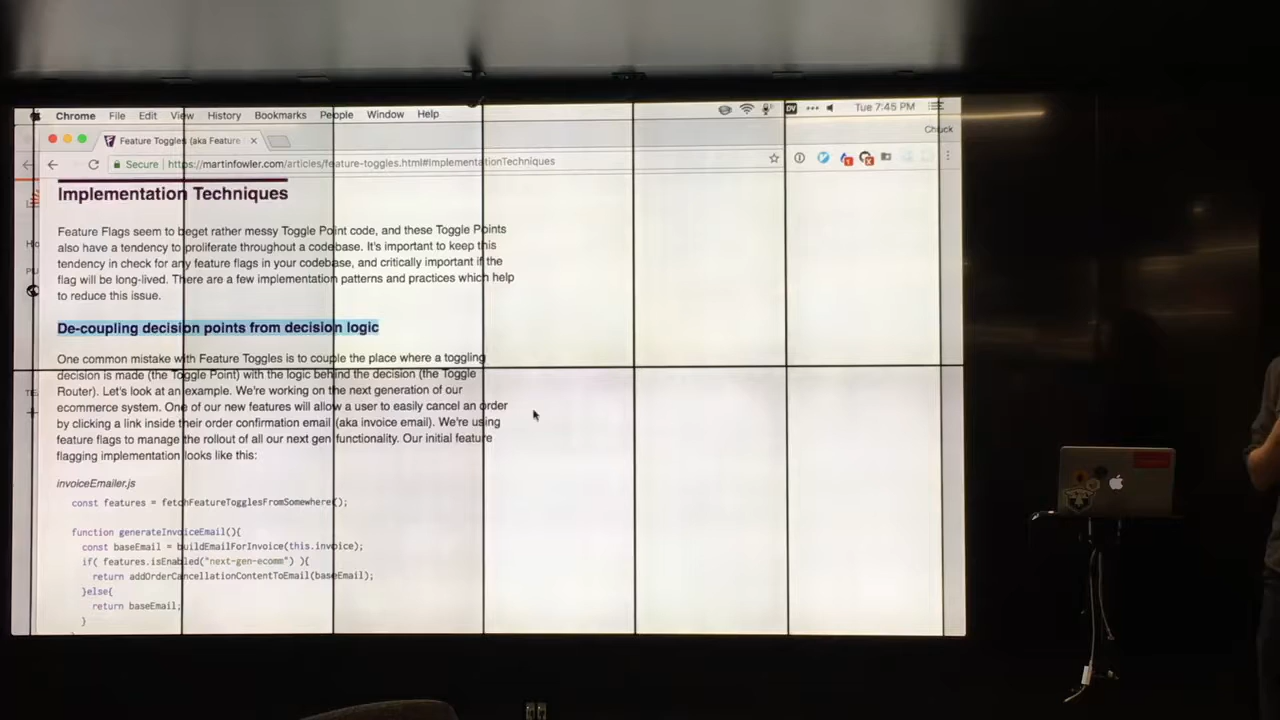 Chrome File Edit View History Bookmarks People Window Help
DV
Tue 7:45 PM
Feature Toggles (aka Feature
Chuck
Secure https://martinfowler.com/articles/feature-toggles.html#ImplementationTechniques
Implementation Techniques
Feature Flags seem to beget rather messy Toggle Point code, and these Toggle Points
also have a tendency to proliferate throughout a codebase. It's important to keep this
tendency in check for any feature flags in your codebase, and critically important if the
flag will be long-lived. There are a few implementation patterns and practices which help
to reduce this issue.
De-coupling decision points from decision logic
One common mistake with Feature Toggles is to couple the place where a toggling
decision is made (the Toggle Point) with the logic behind the decision (the Toggle
Router). Let's look at an example. We're working on the next generation of our
ecommerce system. One of our new features will allow a user to easily cancel an order
by clicking a link inside their order confirmation email (aka invoice email). We're using
feature flags to manage the rollout of all our next gen functionality. Our initial feature
flagging implementation looks like this:
invoiceEmailer.js
const features = fetchFeatureTogglesFromSomewhere();
function generateInvoiceEmail(){
const baseEmail = buildEmailForInvoice(this.invoice);
if( features.isEnabled("next-gen-ecomm") ){
return addOrderCancellationContentToEmail(baseEmail);
}else{
return baseEmail;
}